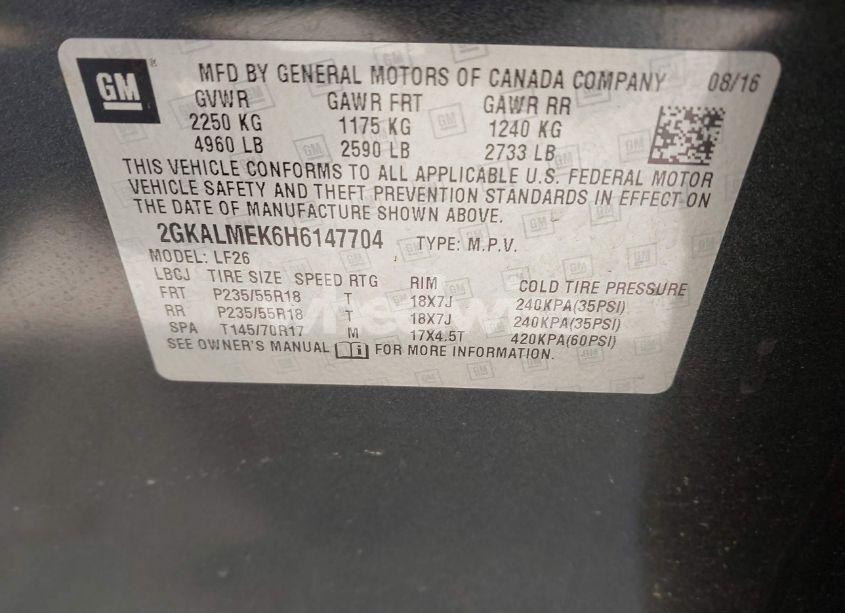 GM
MFD BY GENERAL MOTORS OF CANADA COMPANY 08/16
GVWR GAWR FRT GAWR RR
2250 KG 1175 KG 1240 KG
4960 LB 2590 LB 2733 LB
THIS VEHICLE CONFORMS TO ALL APPLICABLE U.S. FEDERAL MOTOR
VEHICLE SAFETY AND THEFT PREVENTION STANDARDS IN EFFECT ON
THE DATE OF MANUFACTURE SHOWN ABOVE.
2GKALMEK6H6147704 TYPE: M.P.V.
MODEL: LF26
LBCJ TIRE SIZE SPEED RTG RIM COLD TIRE PRESSURE
FRT P235/55R18 T 18X7J 240KPA(35PSI)
RR P235/55R18 T 18X7J 240KPA(35PSI)
SPA T145/70R17 M 17X4.5T 420KPA(60PSI)
SEE OWNER'S MANUAL FOR MORE INFORMATION.